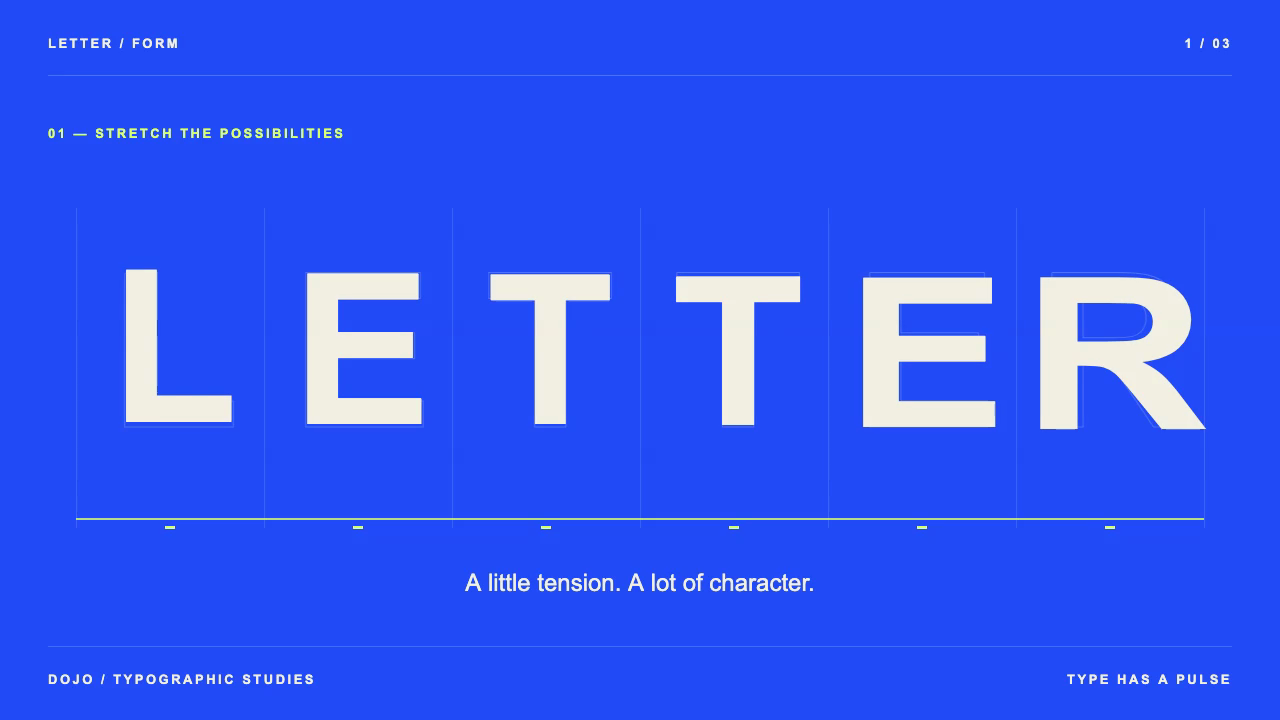 LETTER / FORM
1 / 03
01 — STRETCH THE POSSIBILITIES
LETTER
A little tension. A lot of character.
DOJO / TYPOGRAPHIC STUDIES
TYPE HAS A PULSE